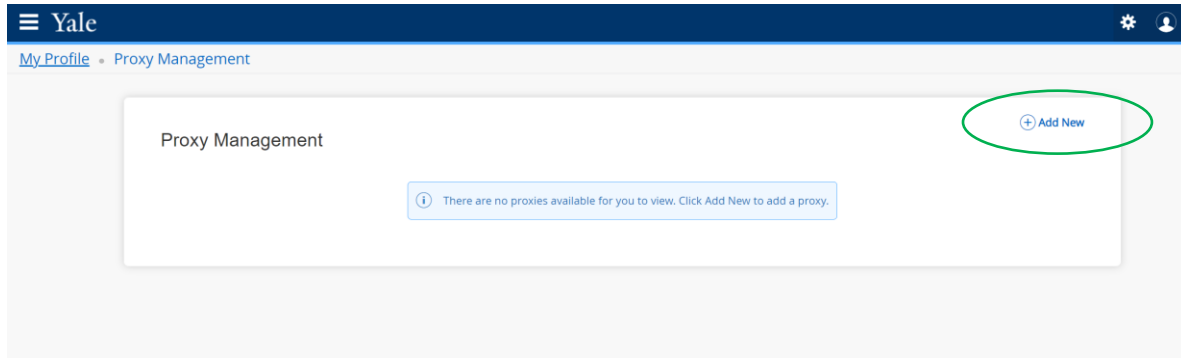 Yale
My Profile • Proxy Management
Add New
Proxy Management
There are no proxies available for you to view. Click Add New to add a proxy.